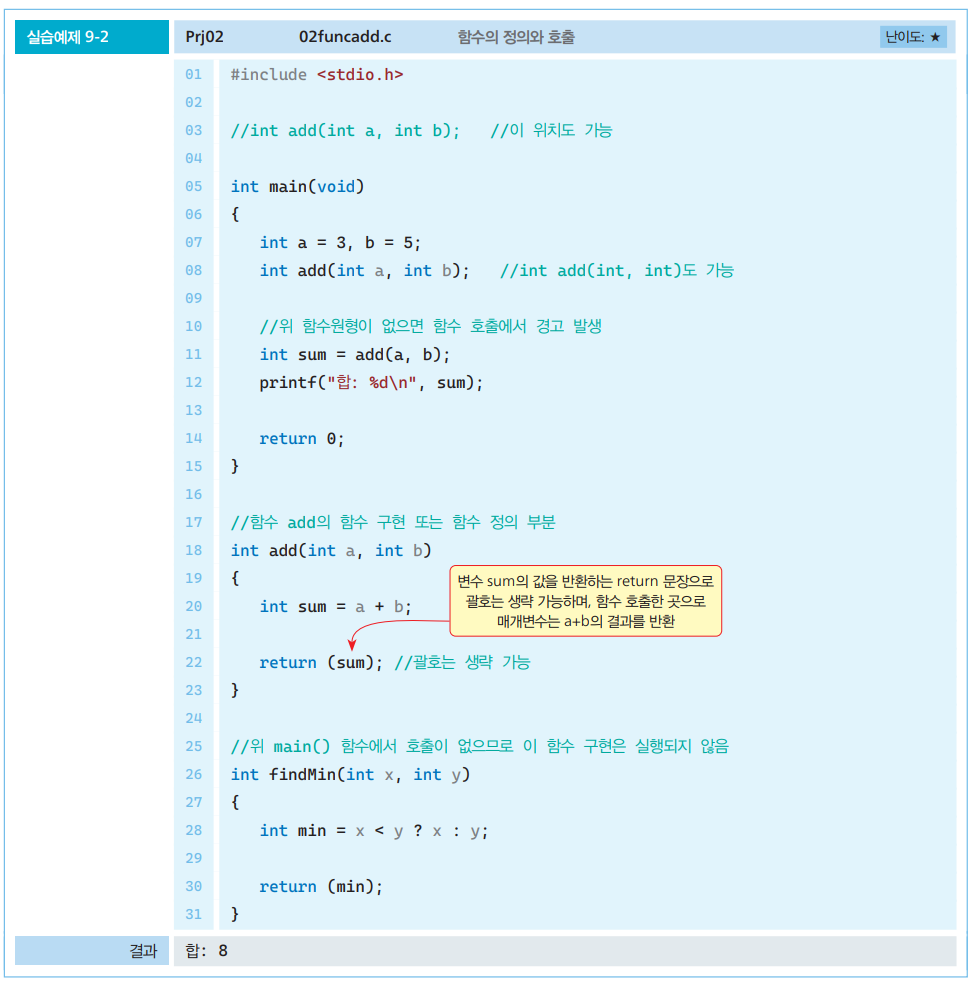 실습예제 9-2 Prj02 02funcadd.c 함수의 정의와 호출 난이도: ★
01 #include <stdio.h>
02
03 //int add(int a, int b); //이 위치도 가능
04
05 int main(void)
06 {
07 int a = 3, b = 5;
08 int add(int a, int b); //int add(int, int)도 가능
09
10 //위 함수원형이 없으면 함수 호출에서 경고 발생
11 int sum = add(a, b);
12 printf("합: %d\n", sum);
13
14 return 0;
15 }
16
17 //함수 add의 함수 구현 또는 함수 정의 부분
18 int add(int a, int b)
19 {
20 int sum = a + b;
21
22 return (sum); //괄호는 생략 가능
23 }
변수 sum의 값을 반환하는 return 문장으로
괄호는 생략 가능하며, 함수 호출한 곳으로
매개변수는 a+b의 결과를 반환
24
25 //위 main() 함수에서 호출이 없으므로 이 함수 구현은 실행되지 않음
26 int findMin(int x, int y)
27 {
28 int min = x < y ? x : y;
29
30 return (min);
31 }
결과 합: 8